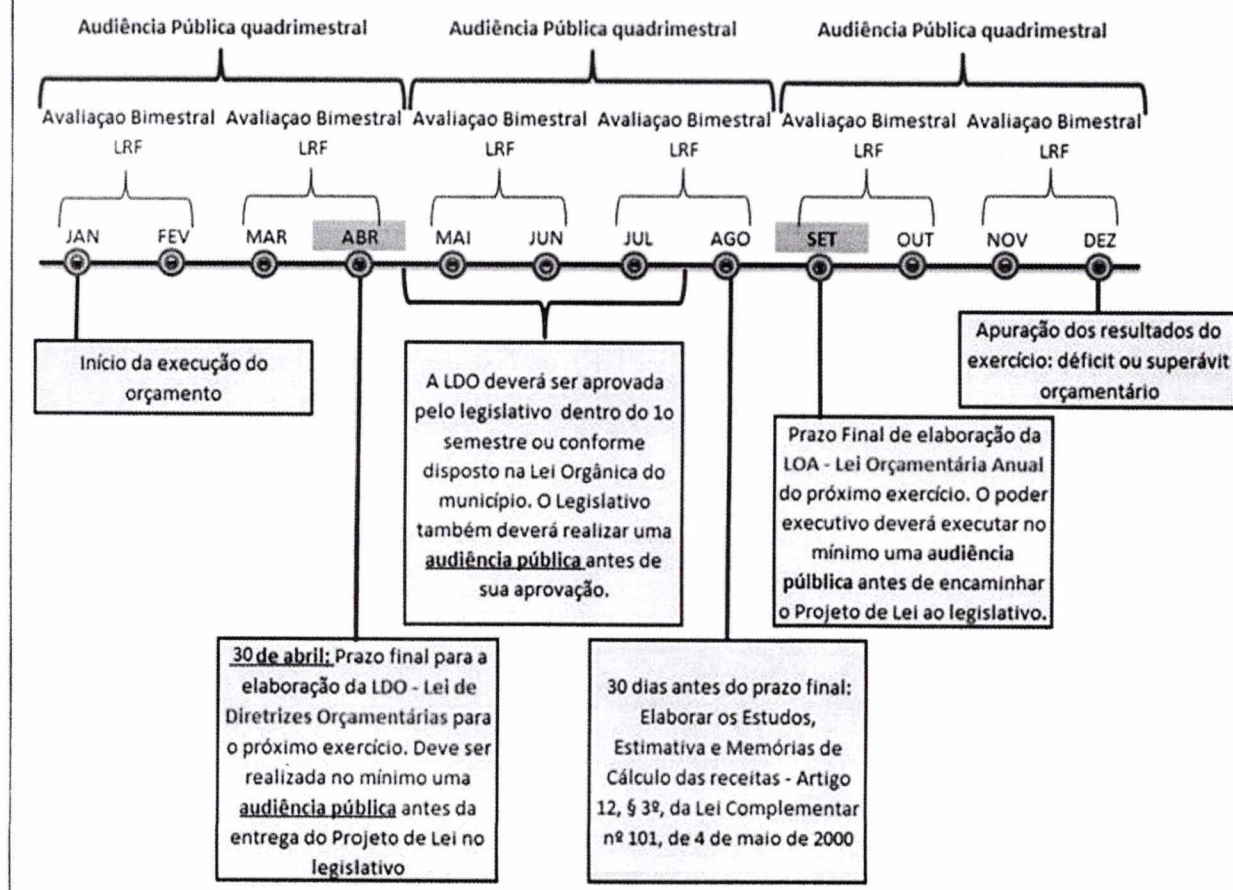 Audiência Pública quadrimestral Audiência Pública quadrimestral Audiência Pública quadrimestral
Avaliaçao Bimestral Avaliaçao Bimestral Avaliaçao Bimestral Avaliaçao Bimestral Avaliaçao Bimestral Avaliaçao Bimestral
LRF LRF LRF LRF LRF LRF
JAN FEV MAR ABR MAI JUN JUL AGO SET OUT NOV DEZ
Início da execução do
orçamento
A LDO deverá ser aprovada
pelo legislativo dentro do 1o
semestre ou conforme
disposto na Lei Orgânica do
município. O Legislativo
também deverá realizar uma
audiência pública antes de
sua aprovação.
Apuração dos resultados do
exercício: déficit ou superávit
orçamentário
Prazo Final de elaboração da
LOA - Lei Orçamentária Anual
do próximo exercício. O poder
executivo deverá executar no
mínimo uma audiência
púlblica antes de encaminhar
o Projeto de Lei ao legislativo.
30 de abril: Prazo final para a
elaboração da LDO - Lei de
Diretrizes Orçamentárias para
o próximo exercício. Deve ser
realizada no mínimo uma
audiência pública antes da
entrega do Projeto de Lei no
legislativo
30 dias antes do prazo final:
Elaborar os Estudos,
Estimativa e Memórias de
Cálculo das receitas - Artigo
12, § 3º, da Lei Complementar
nº 101, de 4 de maio de 2000